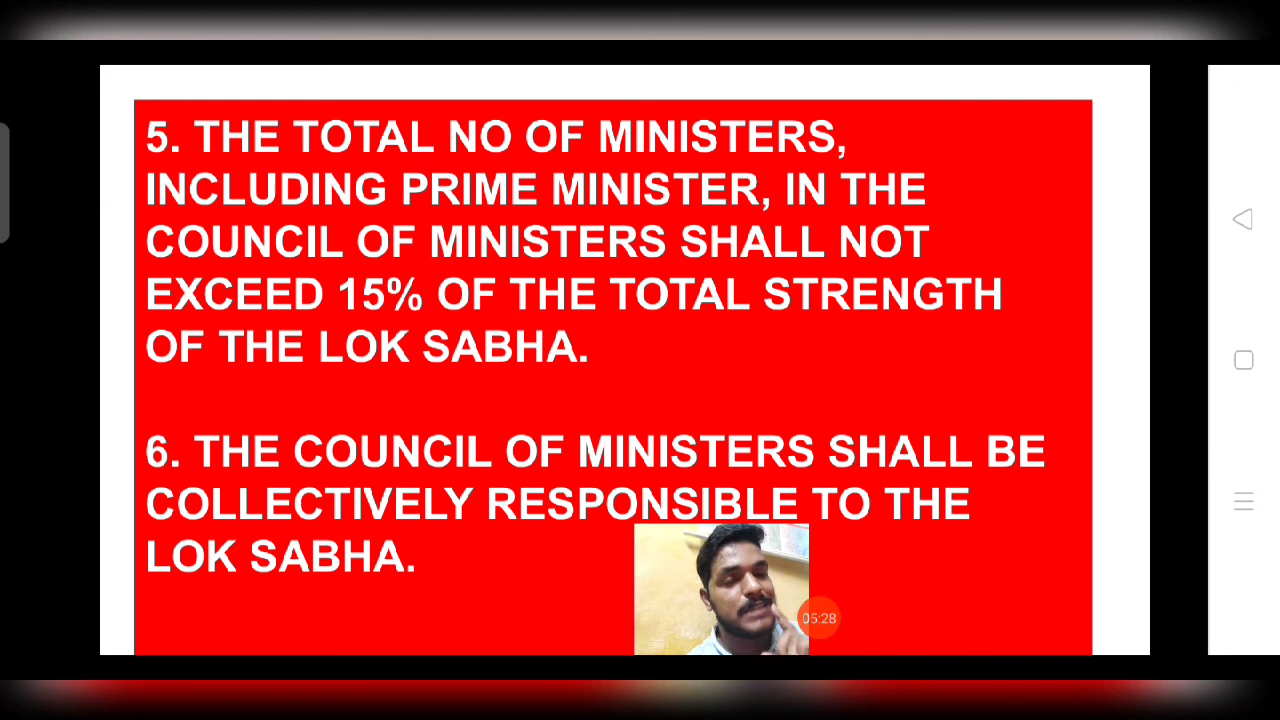 5. THE TOTAL NO OF MINISTERS,
INCLUDING PRIME MINISTER, IN THE
COUNCIL OF MINISTERS SHALL NOT
EXCEED 15% OF THE TOTAL STRENGTH
OF THE LOK SABHA.
6. THE COUNCIL OF MINISTERS SHALL BE
COLLECTIVELY RESPONSIBLE TO THE
LOK SABHA.
05:28